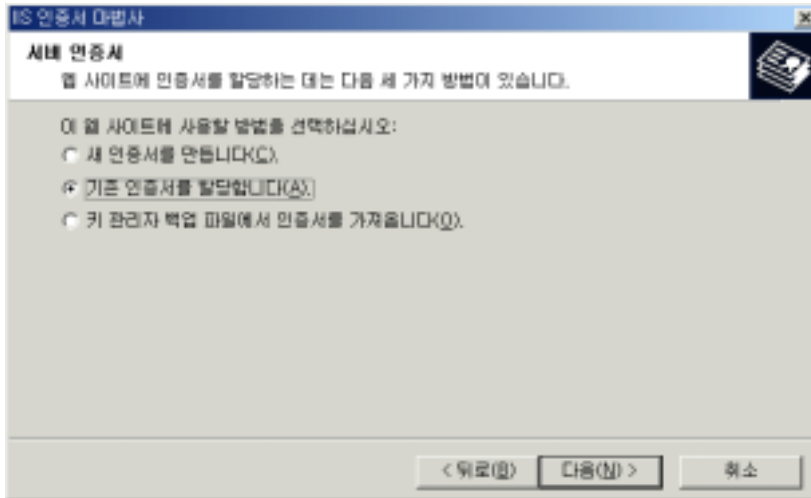 IIS 인증서 마법사
서버 인증서
웹 사이트에 인증서를 할당하는 데는 다음 세 가지 방법이 있습니다.
이 웹 사이트에 사용할 방법을 선택하십시오:
새 인증서를 만듭니다(C).
기존 인증서를 할당합니다(A).
키 관리자 백업 파일에서 인증서를 가져옵니다(O).
< 뒤로(B) 다음(N) > 취소